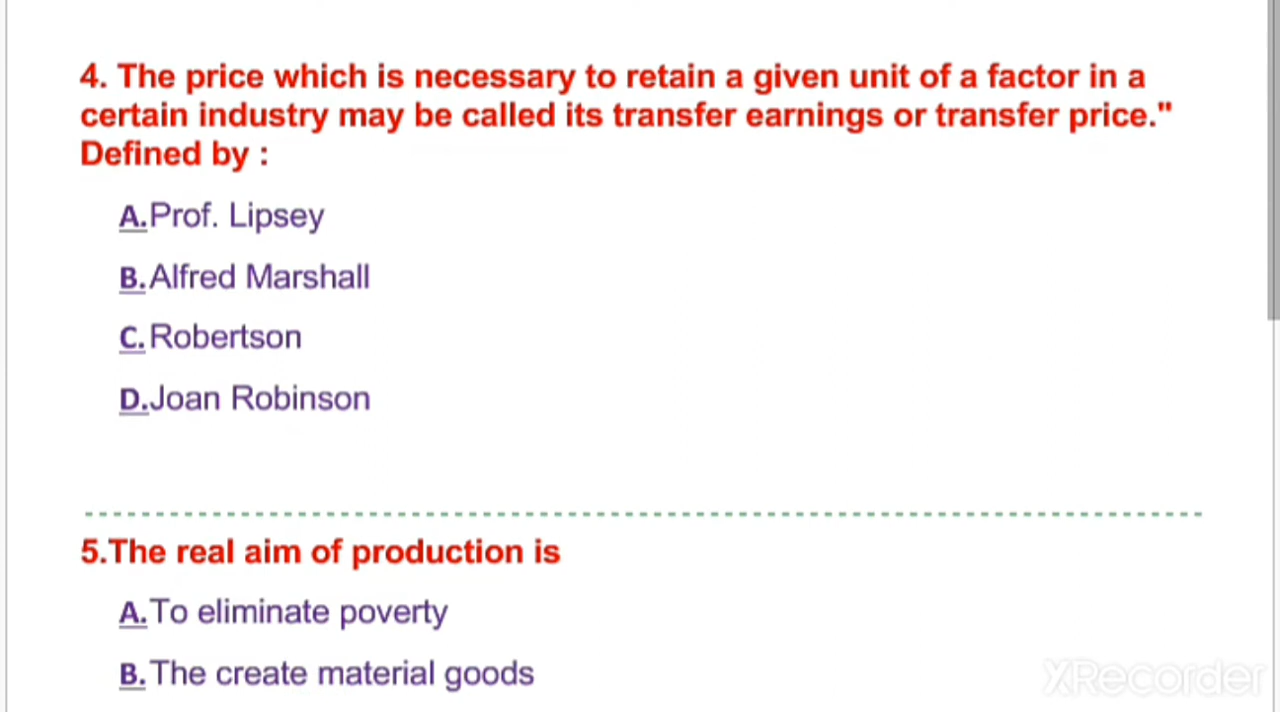 4. The price which is necessary to retain a given unit of a factor in a
certain industry may be called its transfer earnings or transfer price."
Defined by :
A.Prof. Lipsey
B.Alfred Marshall
C.Robertson
D.Joan Robinson
5.The real aim of production is
A.To eliminate poverty
B.The create material goods
XRecorder